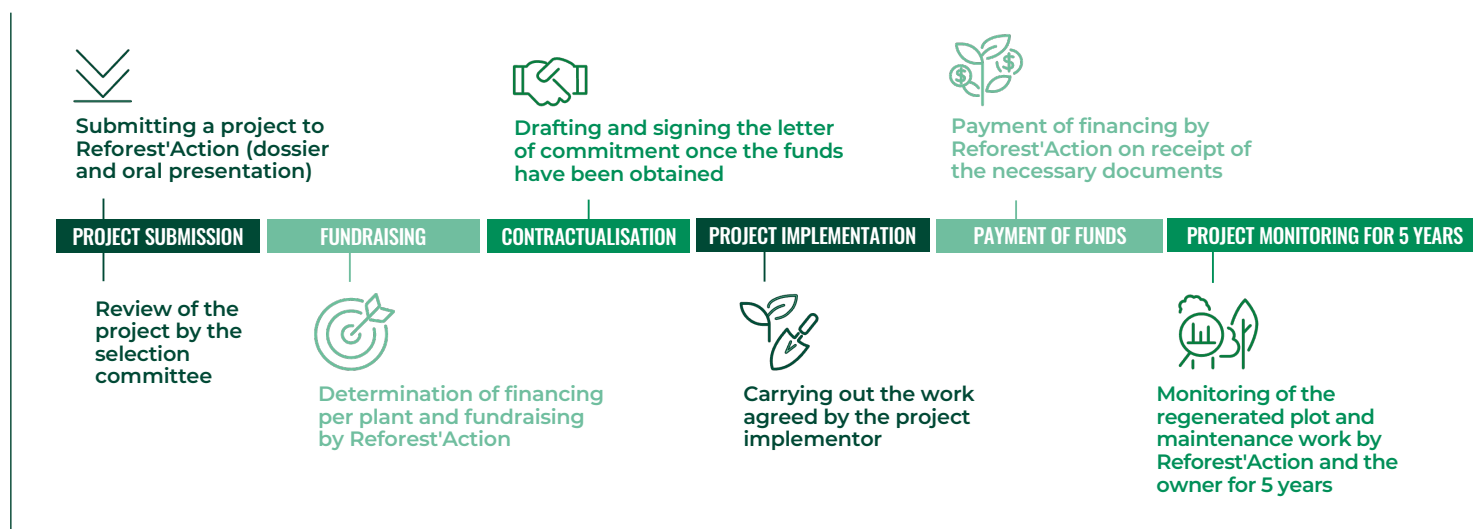 Submitting a project to
Reforest'Action (dossier
and oral presentation)
Drafting and signing the letter
of commitment once the funds
have been obtained
$
$
Payment of financing by
Reforest'Action on receipt of
the necessary documents
PROJECT SUBMISSION
FUNDRAISING
CONTRACTUALISATION
PROJECT IMPLEMENTATION
PAYMENT OF FUNDS
PROJECT MONITORING FOR 5 YEARS
Review of the
project by the
selection
committee
Determination of financing
per plant and fundraising
by Reforest'Action
Carrying out the work
agreed by the project
implementor
Monitoring of the
regenerated plot and
maintenance work by
Reforest'Action and the
owner for 5 years